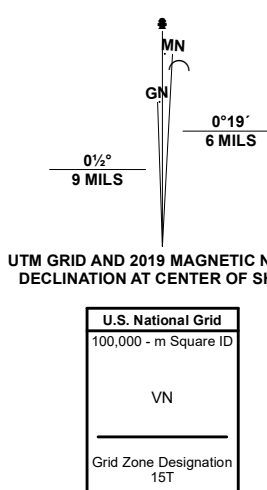 MN
GN
0°19´
6 MILS
0½°
9 MILS
UTM GRID AND 2019 MAGNETIC N
DECLINATION AT CENTER OF SH
U.S. National Grid
100,000 - m Square ID
VN
Grid Zone Designation
15T